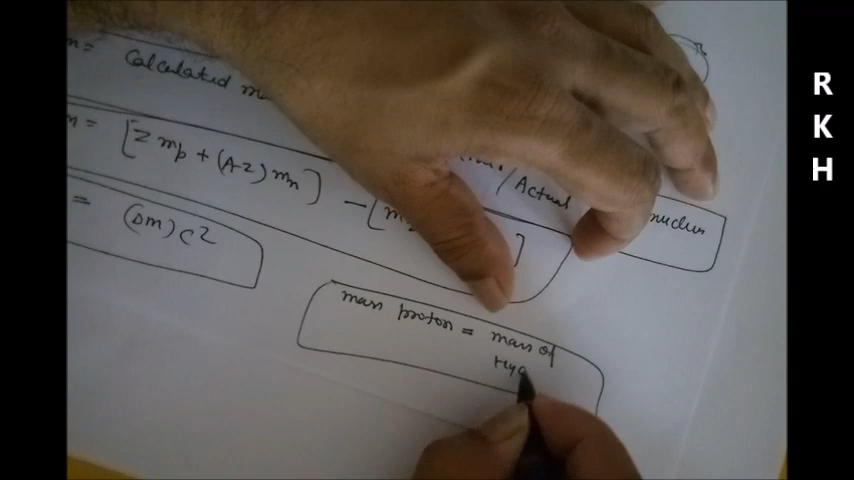 m = Calculated
/ Actual
nucleus
m = [Z mp + (A-Z) mn] - [m ]
= (Δm) c²
mass proton = mass of
Hyd
R
K
H